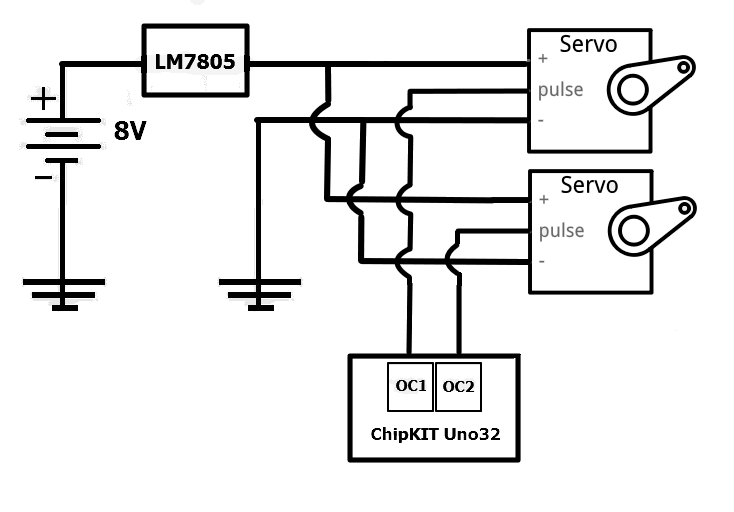 LM7805
Servo
+
pulse
-
+
8V
-
Servo
+
pulse
-
OC1 OC2
ChipKIT Uno32